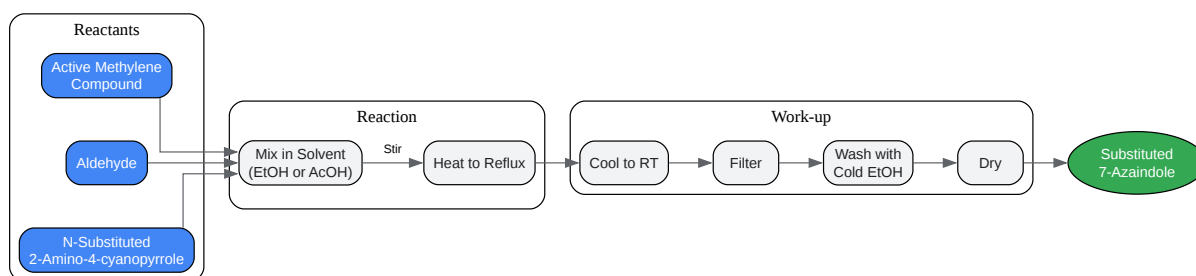 Reactants
Active Methylene
Compound
Aldehyde
N-Substituted
2-Amino-4-cyanopyrrole
Reaction
Mix in Solvent
(EtOH or AcOH)
Stir
Heat to Reflux
Work-up
Cool to RT
Filter
Wash with
Cold EtOH
Dry
Substituted
7-Azaindole